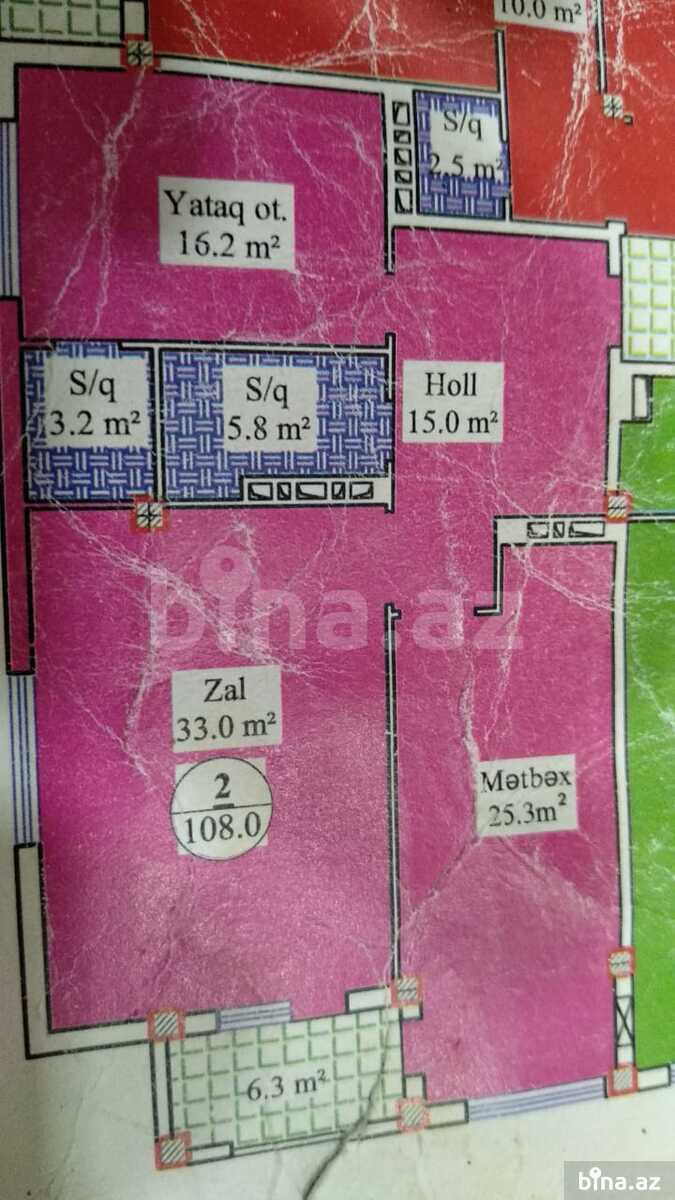 10.0 m²
S/q
2.5 m²
Yataq ot.
16.2 m²
S/q
3.2 m²
S/q
5.8 m²
Holl
15.0 m²
bina.az
Zal
33.0 m²
2
108.0
Mətbəx
25.3m²
6.3 m²
bina.az